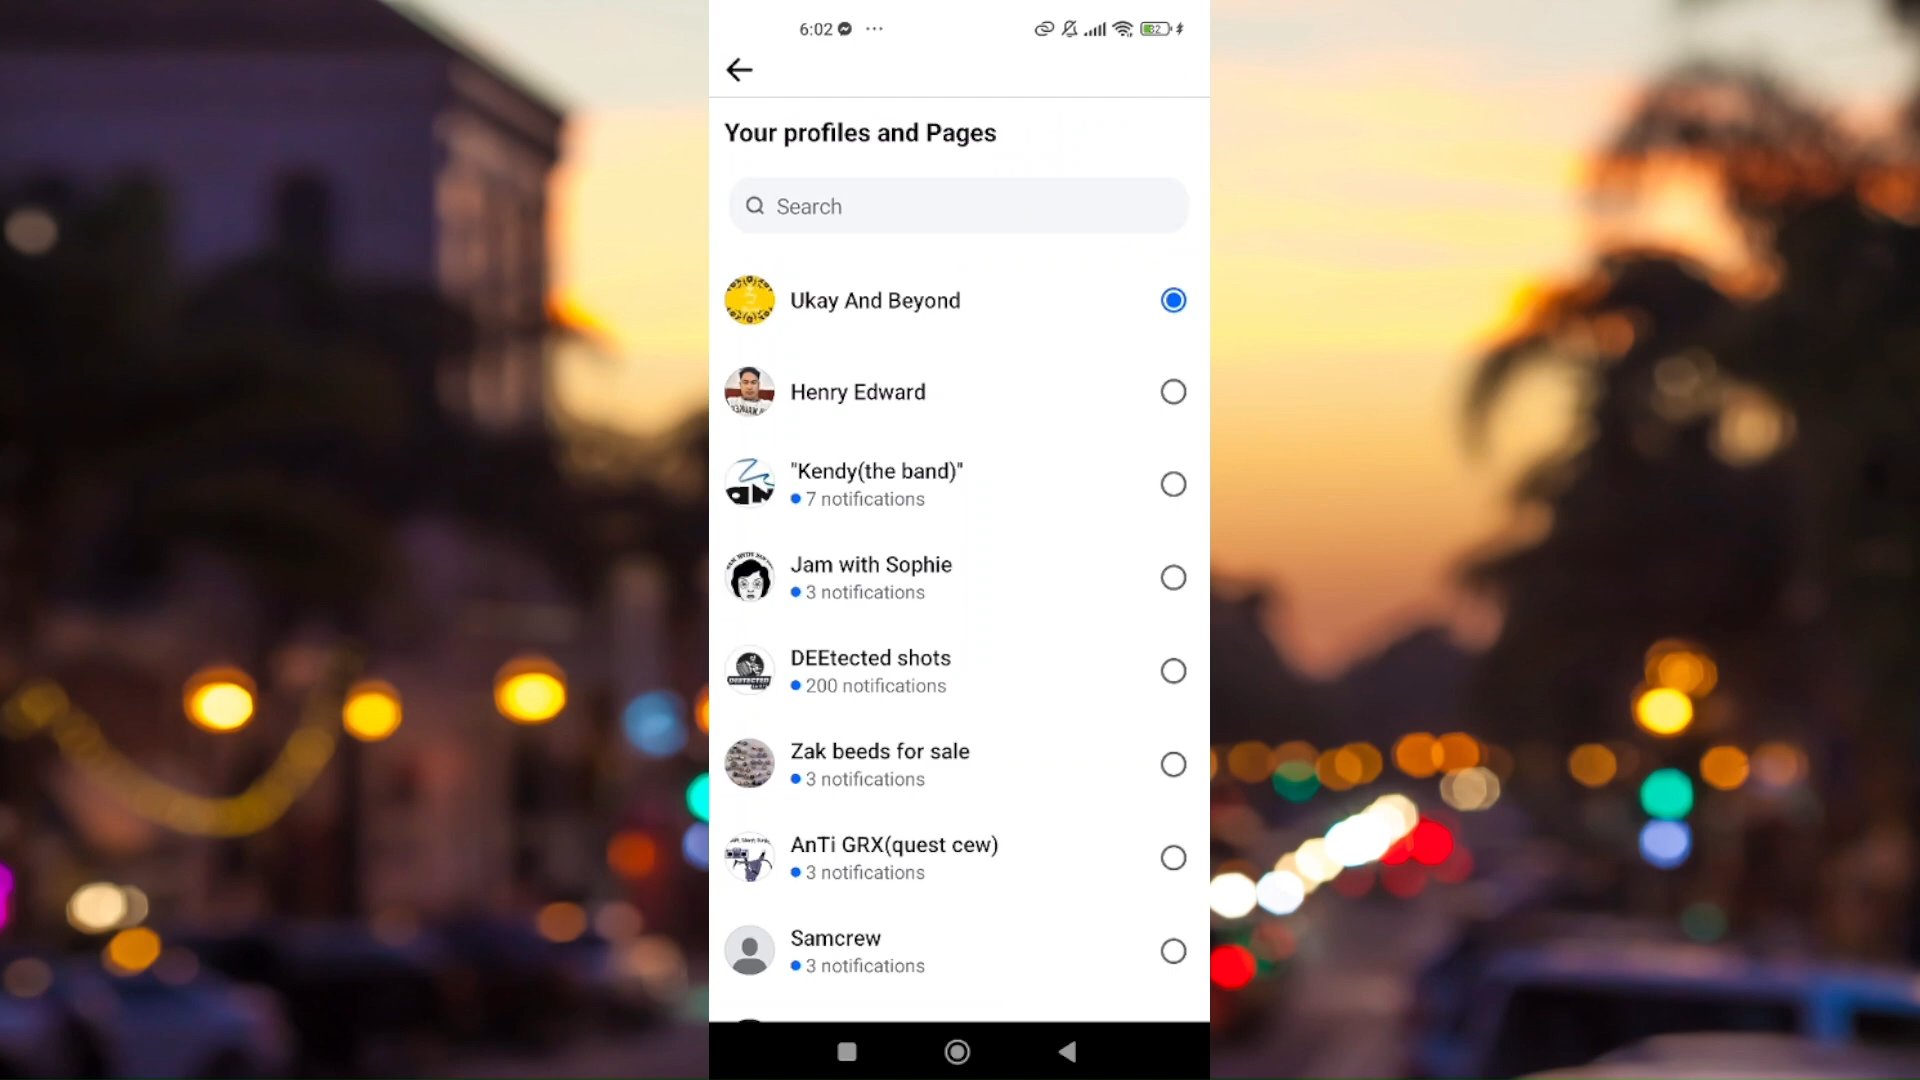 6:02
32
Your profiles and Pages
Search
Ukay And Beyond
Henry Edward
"Kendy(the band)"
7 notifications
Jam with Sophie
3 notifications
DEEtected shots
200 notifications
Zak beeds for sale
3 notifications
AnTi GRX(quest cew)
3 notifications
Samcrew
3 notifications